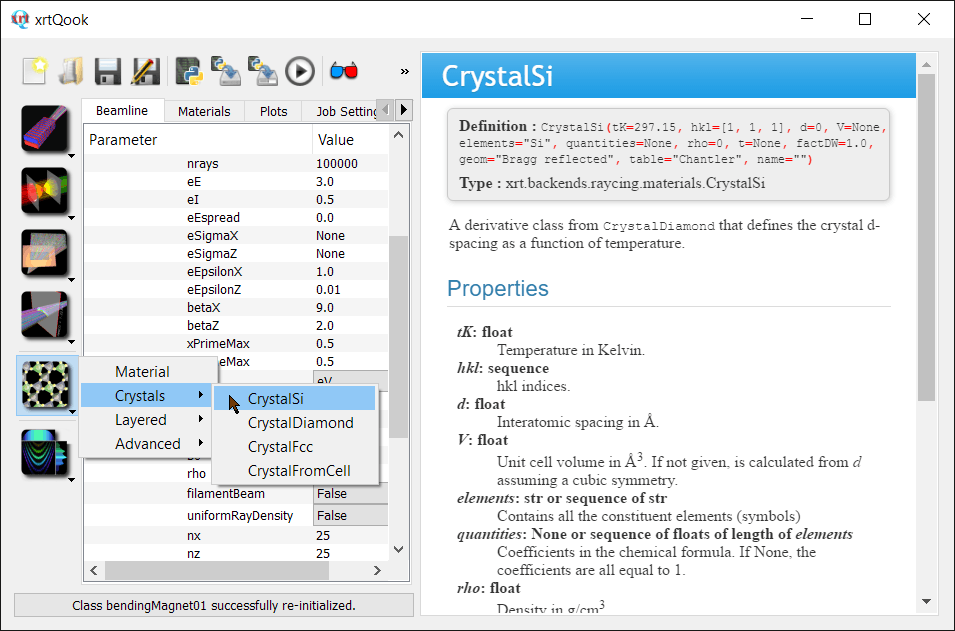 xrtQook
»
Beamline Materials Plots Job Setting
Parameter Value
nrays 100000
eE 3.0
eI 0.5
eEspread 0.0
eSigmaX None
eSigmaZ None
eEpsilonX 1.0
eEpsilonZ 0.01
betaX 9.0
betaZ 2.0
xPrimeMax 0.5
eMax 0.5
eV
Material
Crystals
Layered
Advanced
CrystalSi
CrystalDiamond
CrystalFcc
CrystalFromCell
rho
filamentBeam False
uniformRayDensity False
nx 25
nz 25
Class bendingMagnet01 successfully re-initialized.
CrystalSi
Definition : CrystalSi(tK=297.15, hkl=[1, 1, 1], d=0, V=None,
elements="Si", quantities=None, rho=0, t=None, factDW=1.0,
geom="Bragg reflected", table="Chantler", name="")
Type : xrt.backends.raycing.materials.CrystalSi
A derivative class from CrystalDiamond that defines the crystal d-
spacing as a function of temperature.
Properties
tK: float
Temperature in Kelvin.
hkl: sequence
hkl indices.
d: float
Interatomic spacing in Å.
V: float
Unit cell volume in Å3. If not given, is calculated from d
assuming a cubic symmetry.
elements: str or sequence of str
Contains all the constituent elements (symbols)
quantities: None or sequence of floats of length of elements
Coefficients in the chemical formula. If None, the
coefficients are all equal to 1.
rho: float
Density in g/cm3